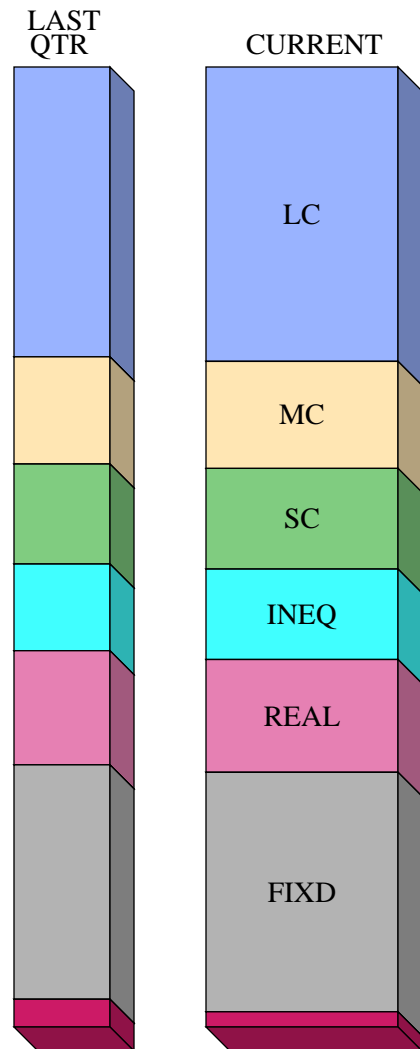 LAST
QTR
CURRENT
LC
MC
SC
INEQ
REAL
FIXD